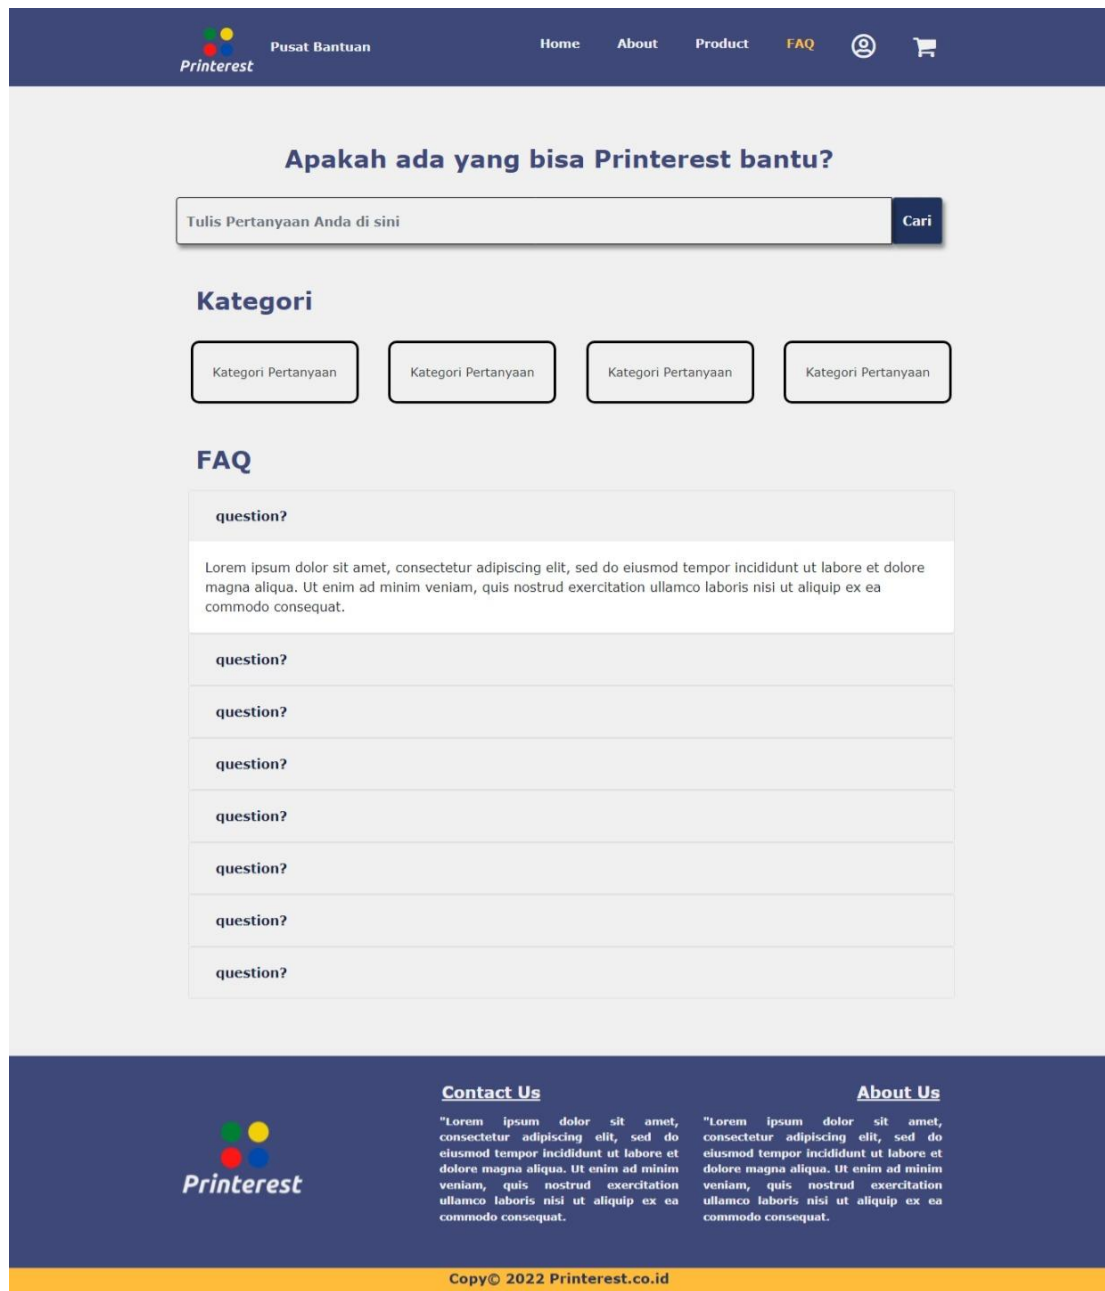 Printerest
Pusat Bantuan
Home About Product FAQ
Apakah ada yang bisa Printerest bantu?
Tulis Pertanyaan Anda di sini
Cari
Kategori
Kategori Pertanyaan
Kategori Pertanyaan
Kategori Pertanyaan
Kategori Pertanyaan
FAQ
question?
Lorem ipsum dolor sit amet, consectetur adipiscing elit, sed do eiusmod tempor incididunt ut labore et dolore
magna aliqua. Ut enim ad minim veniam, quis nostrud exercitation ullamco laboris nisi ut aliquip ex ea
commodo consequat.
question?
question?
question?
question?
question?
question?
question?
Printerest
Contact Us
"Lorem ipsum dolor sit amet,
consectetur adipiscing elit, sed do
eiusmod tempor incididunt ut labore et
dolore magna aliqua. Ut enim ad minim
veniam, quis nostrud exercitation
ullamco laboris nisi ut aliquip ex ea
commodo consequat.
About Us
"Lorem ipsum dolor sit amet,
consectetur adipiscing elit, sed do
eiusmod tempor incididunt ut labore et
dolore magna aliqua. Ut enim ad minim
veniam, quis nostrud exercitation
ullamco laboris nisi ut aliquip ex ea
commodo consequat.
Copy© 2022 Printerest.co.id